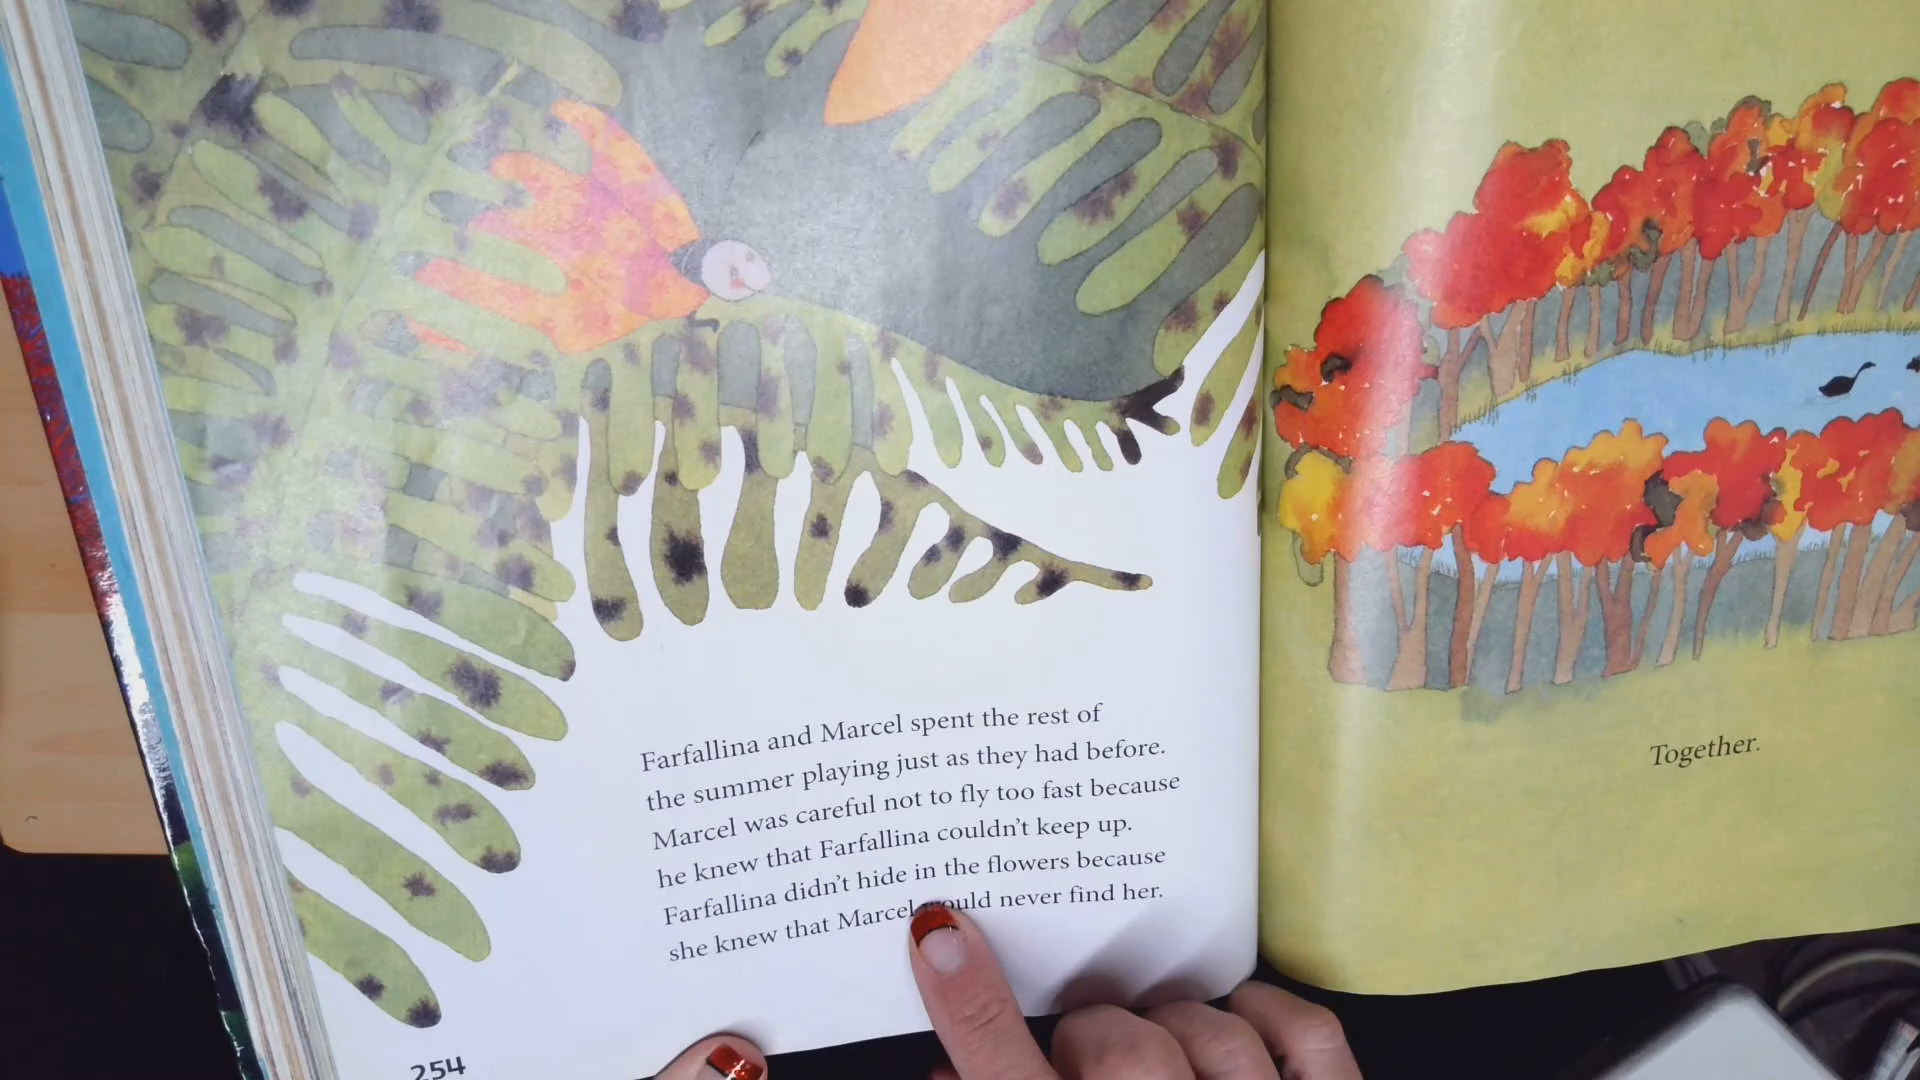 Farfallina and Marcel spent the rest of
the summer playing just as they had before.
Marcel was careful not to fly too fast because
he knew that Farfallina couldn't keep up.
Farfallina didn't hide in the flowers because
she knew that Marcel would never find her.
254
Together.